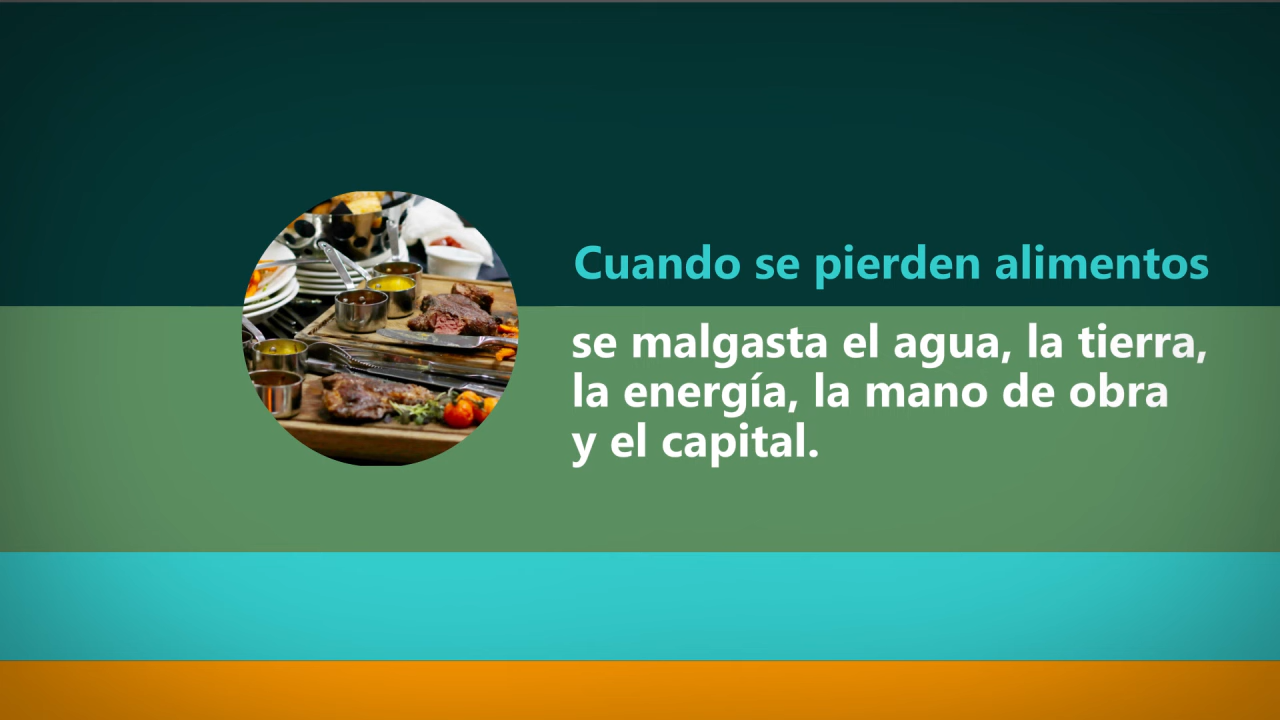 Cuando se pierden alimentos
se malgasta el agua, la tierra,
la energía, la mano de obra
y el capital.